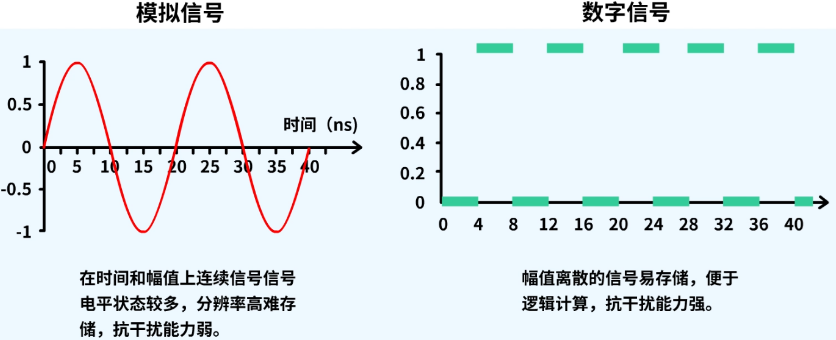 模拟信号
数字信号
1
0.5
0
-0.5
-1
时间（ns）
0 5 10 15 20 25 30 35 40
在时间和幅值上连续信号信号
电平状态较多，分辨率高难存
储，抗干扰能力弱。
1
0.8
0.6
0.4
0.2
0
0 4 8 12 16 20 24 28 32 36 40
幅值离散的信号易存储，便于
逻辑计算，抗干扰能力强。